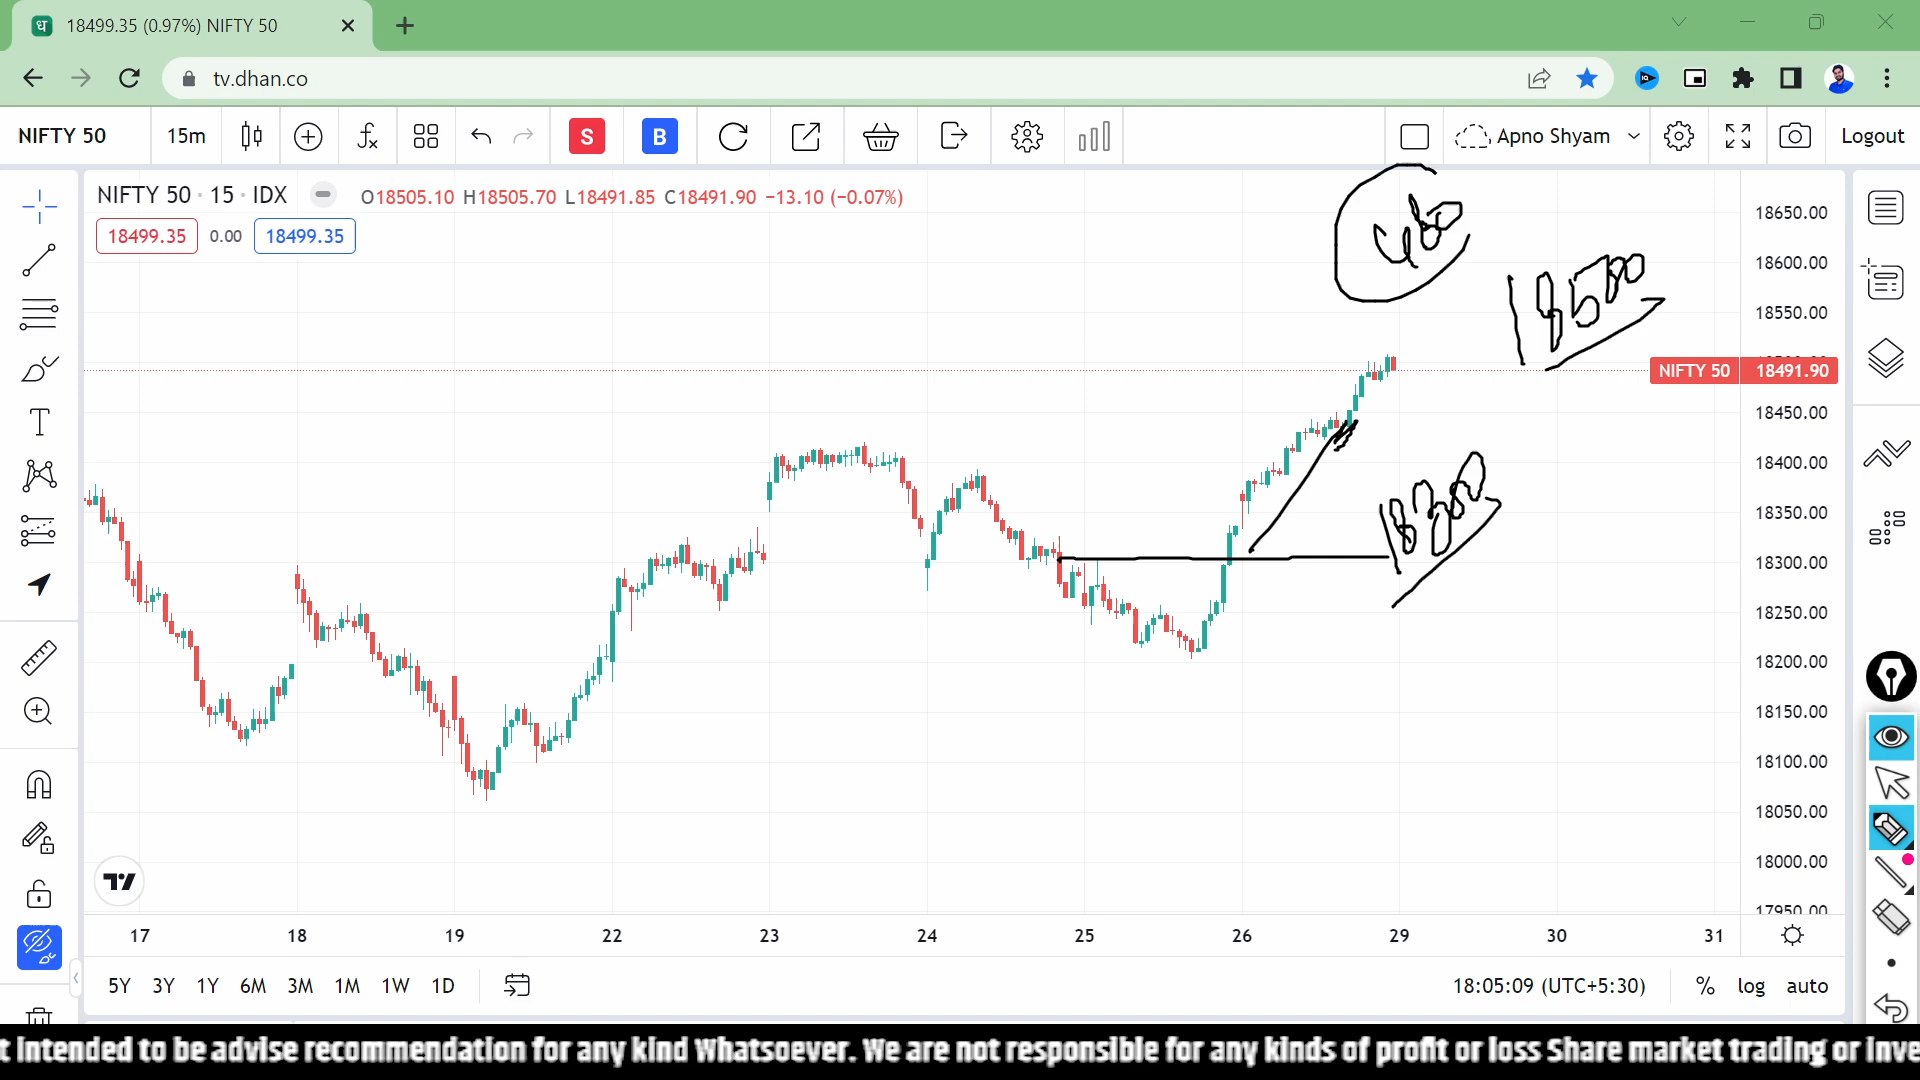 18499.35 (0.97%) NIFTY 50
tv.dhan.co
NIFTY 50 15m S B Apno Shyam Logout
NIFTY 50 · 15 · IDX O18505.10 H18505.70 L18491.85 C18491.90 −13.10 (−0.07%)
18499.35 0.00 18499.35
18650.00
18600.00
18550.00
NIFTY 50 18491.90
18450.00
18400.00
18350.00
18300.00
18250.00
18200.00
18150.00
18100.00
18050.00
18000.00
17950.00
17 18 19 22 23 24 25 26 29 30 31
5Y 3Y 1Y 6M 3M 1M 1W 1D 18:05:09 (UTC+5:30) % log auto
t intended to be advise recommendation for any kind Whatsoever. We are not responsible for any kinds of profit or loss Share market trading or inve